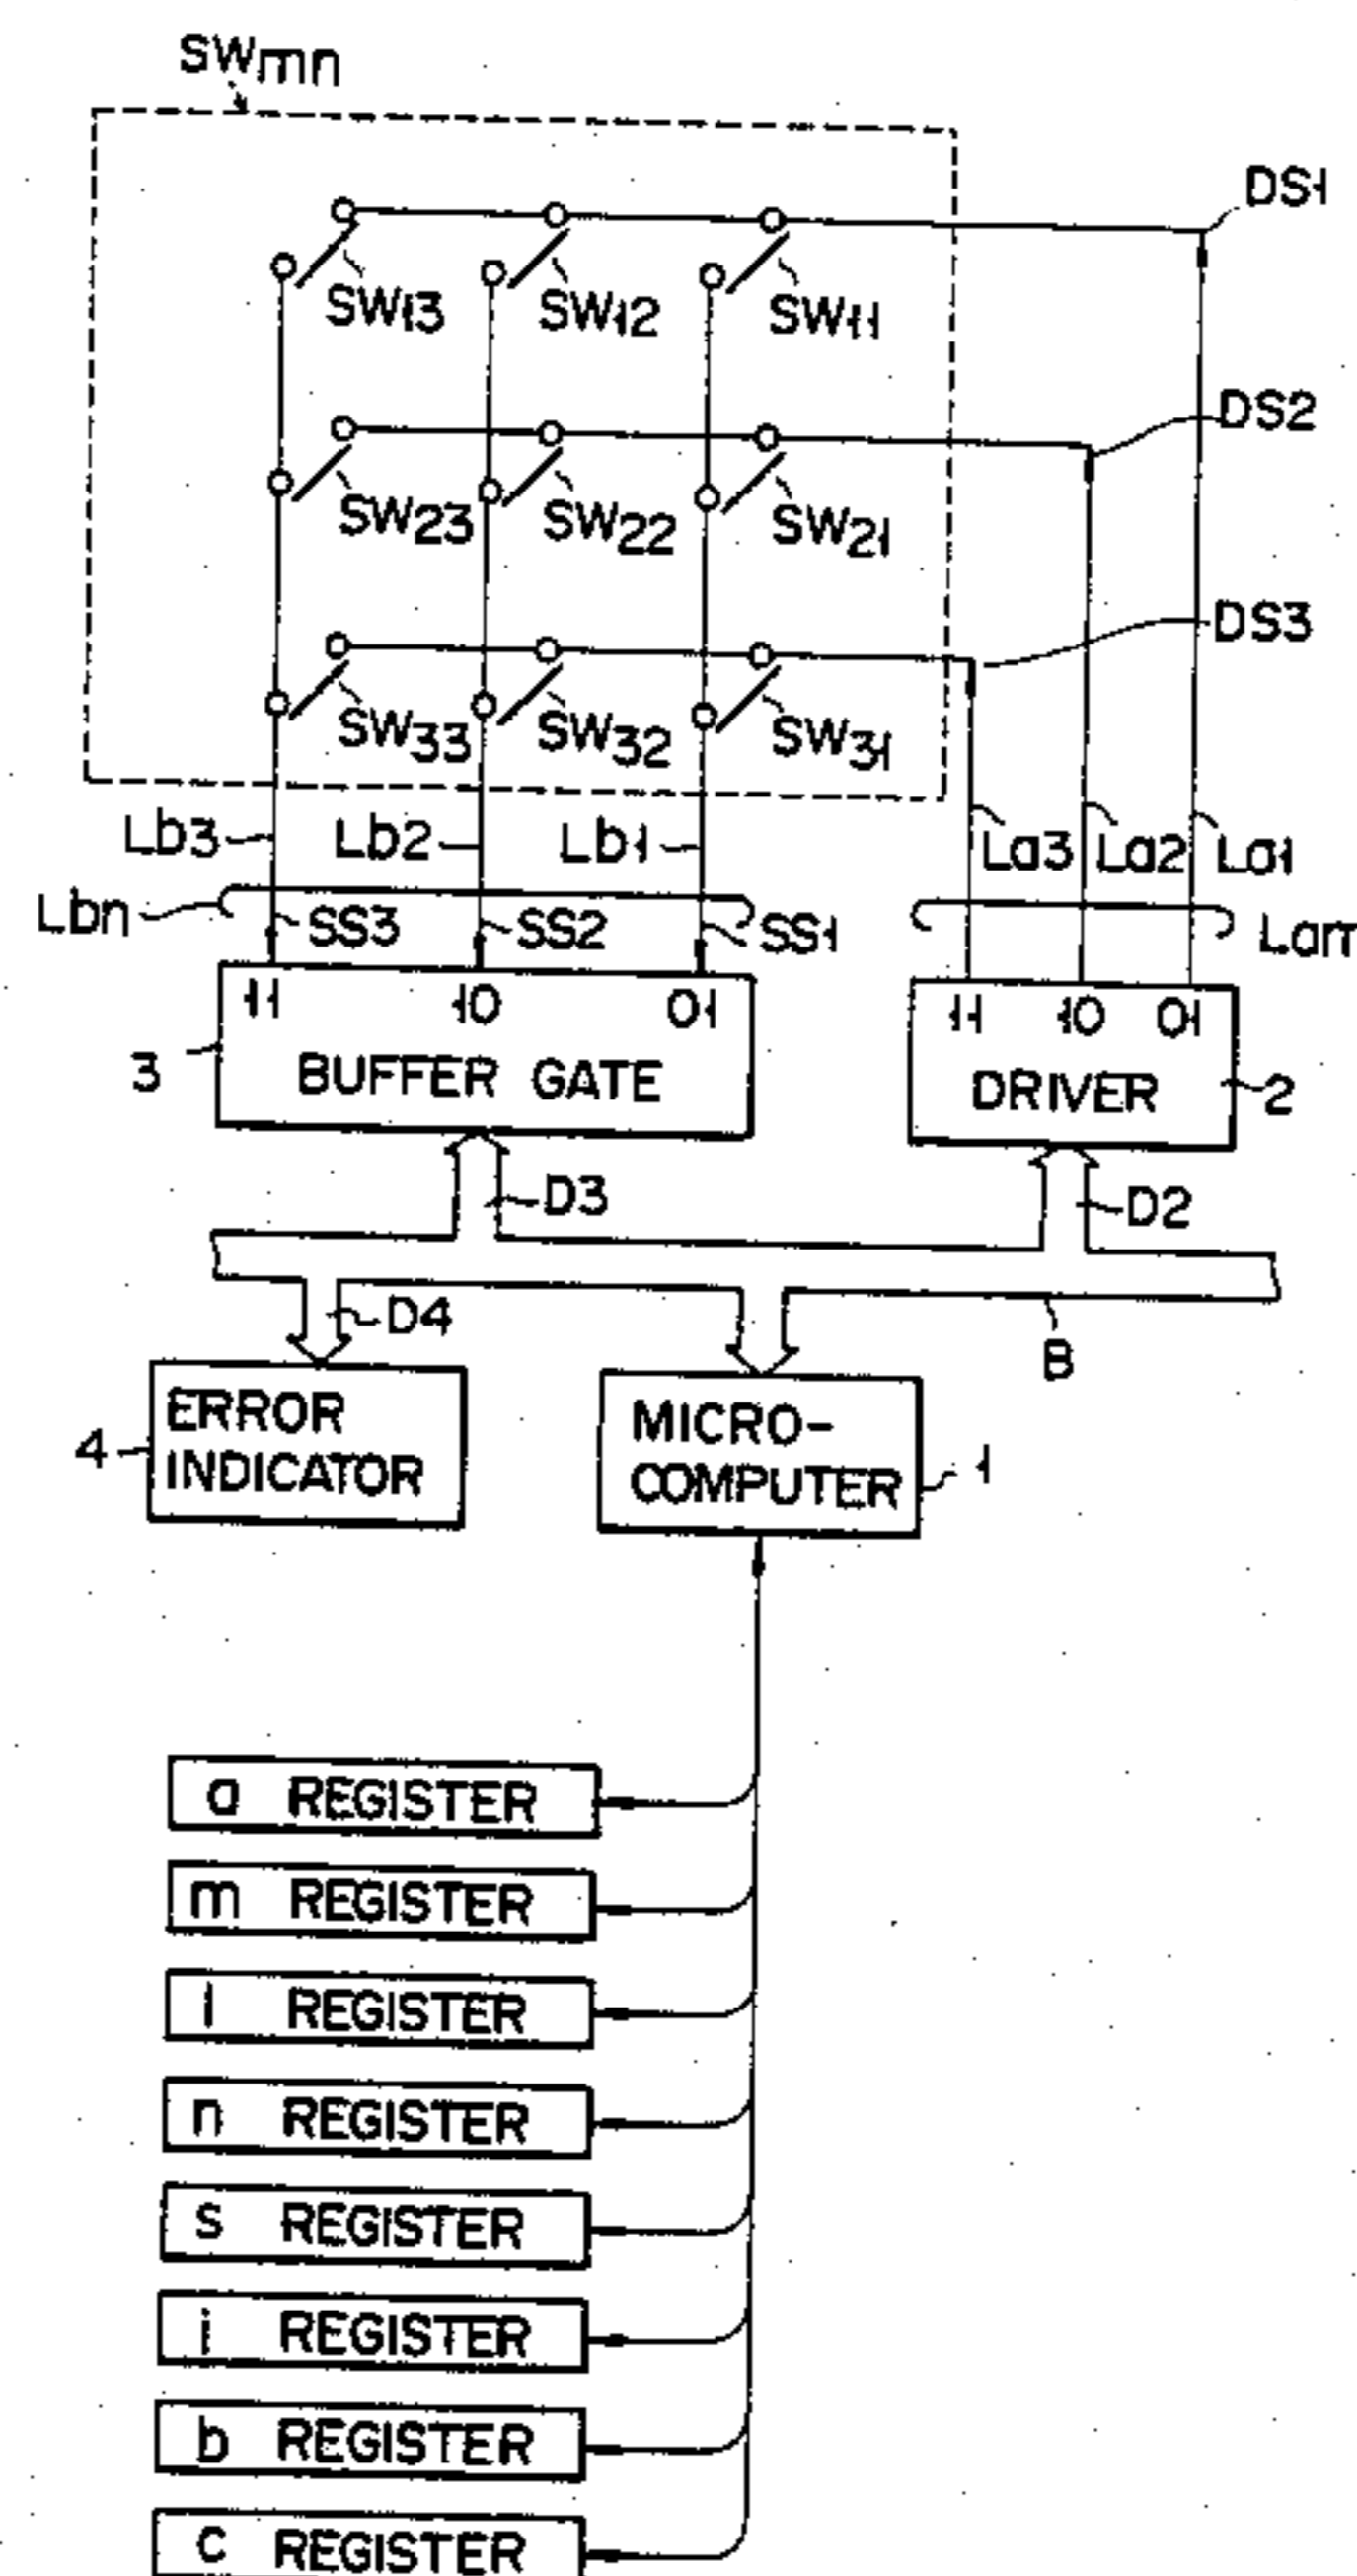 SWmn
DS1
SW13 SW12 SW11
DS2
SW23 SW22 SW21
DS3
SW33 SW32 SW31
Lb3 Lb2 Lb1 La3 La2 La1
Lbn SS3 SS2 SS1
11 10 01 11 10 01
3 BUFFER GATE DRIVER 2
D3 D2
D4 B
ERROR MICRO-
4 INDICATOR COMPUTER 1
a REGISTER
m REGISTER
l REGISTER
n REGISTER
s REGISTER
i REGISTER
b REGISTER
c REGISTER